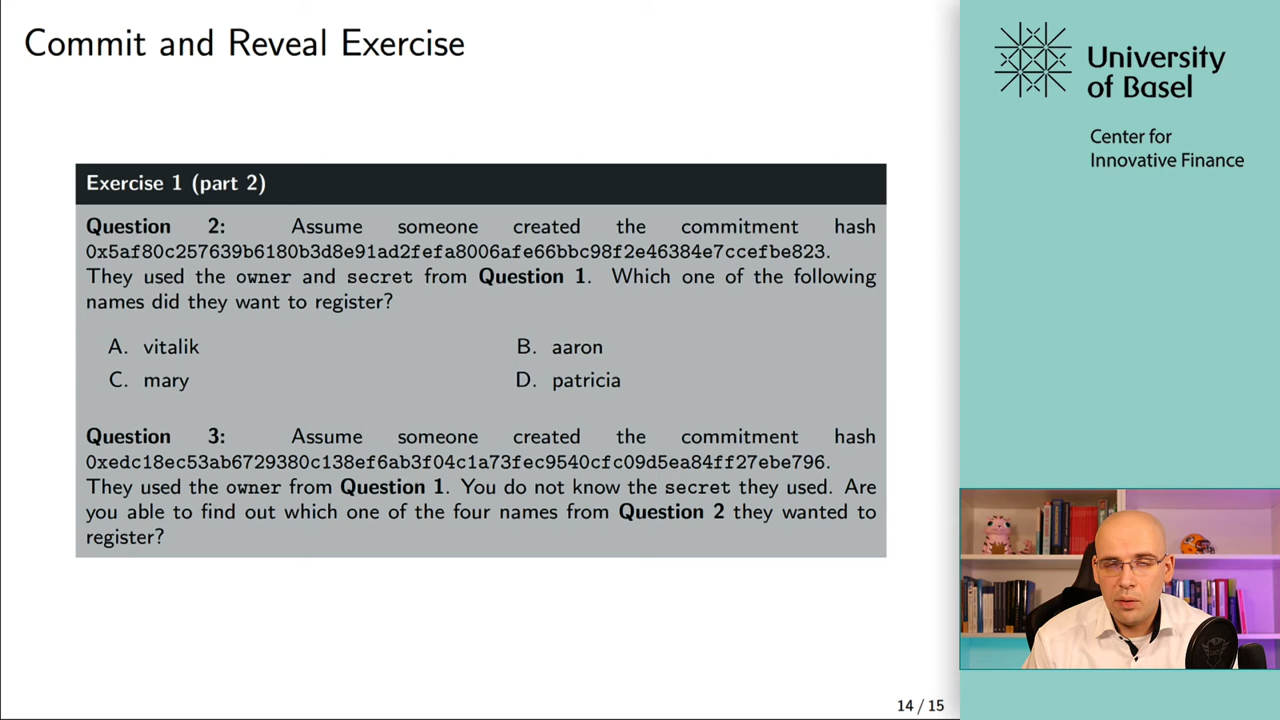 Commit and Reveal Exercise
University
of Basel
Center for
Innovative Finance
Exercise 1 (part 2)
Question 2: Assume someone created the commitment hash
0x5af80c257639b6180b3d8e91ad2fefa8006afe66bbc98f2e46384e7ccefbe823.
They used the owner and secret from Question 1. Which one of the following
names did they want to register?
A. vitalik
B. aaron
C. mary
D. patricia
Question 3: Assume someone created the commitment hash
0xedc18ec53ab6729380c138ef6ab3f04c1a73fec9540cfc09d5ea84ff27ebe796.
They used the owner from Question 1. You do not know the secret they used. Are
you able to find out which one of the four names from Question 2 they wanted to
register?
14 / 15